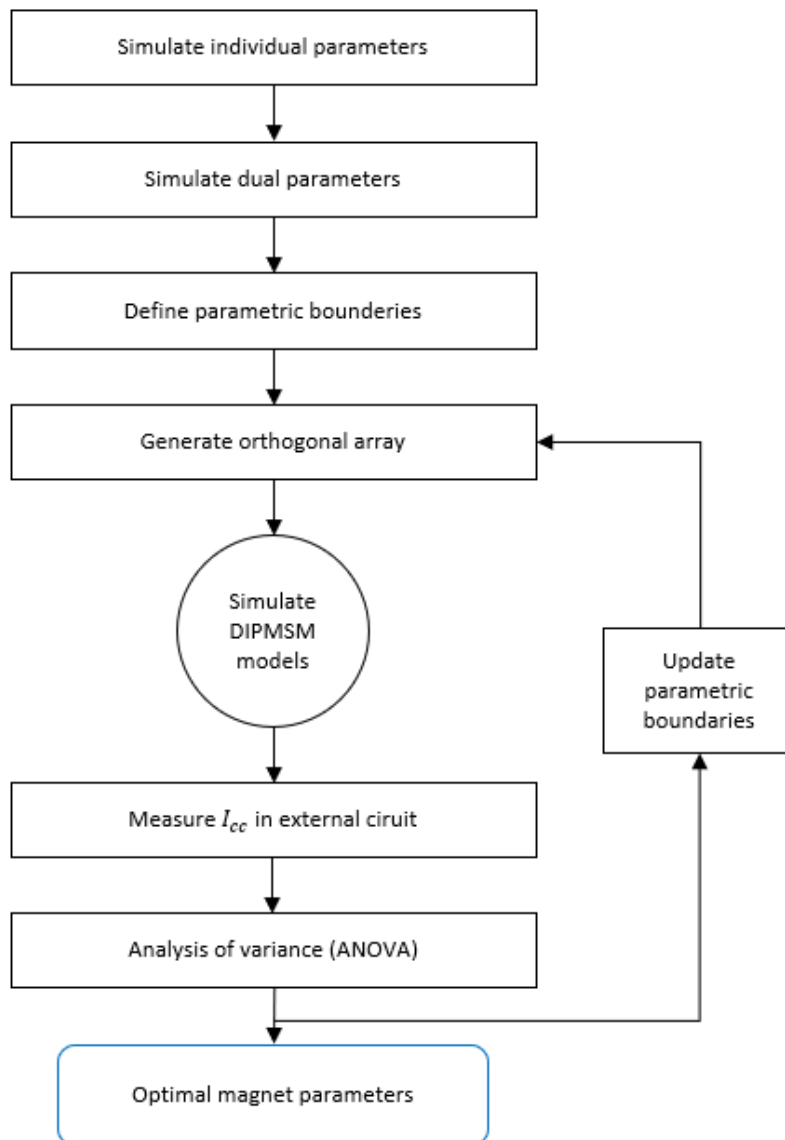 Simulate individual parameters
Simulate dual parameters
Define parametric bounderies
Generate orthogonal array
Simulate
DIPMSM
models
Update
parametric
boundaries
Measure I_cc in external ciruit
Analysis of variance (ANOVA)
Optimal magnet parameters